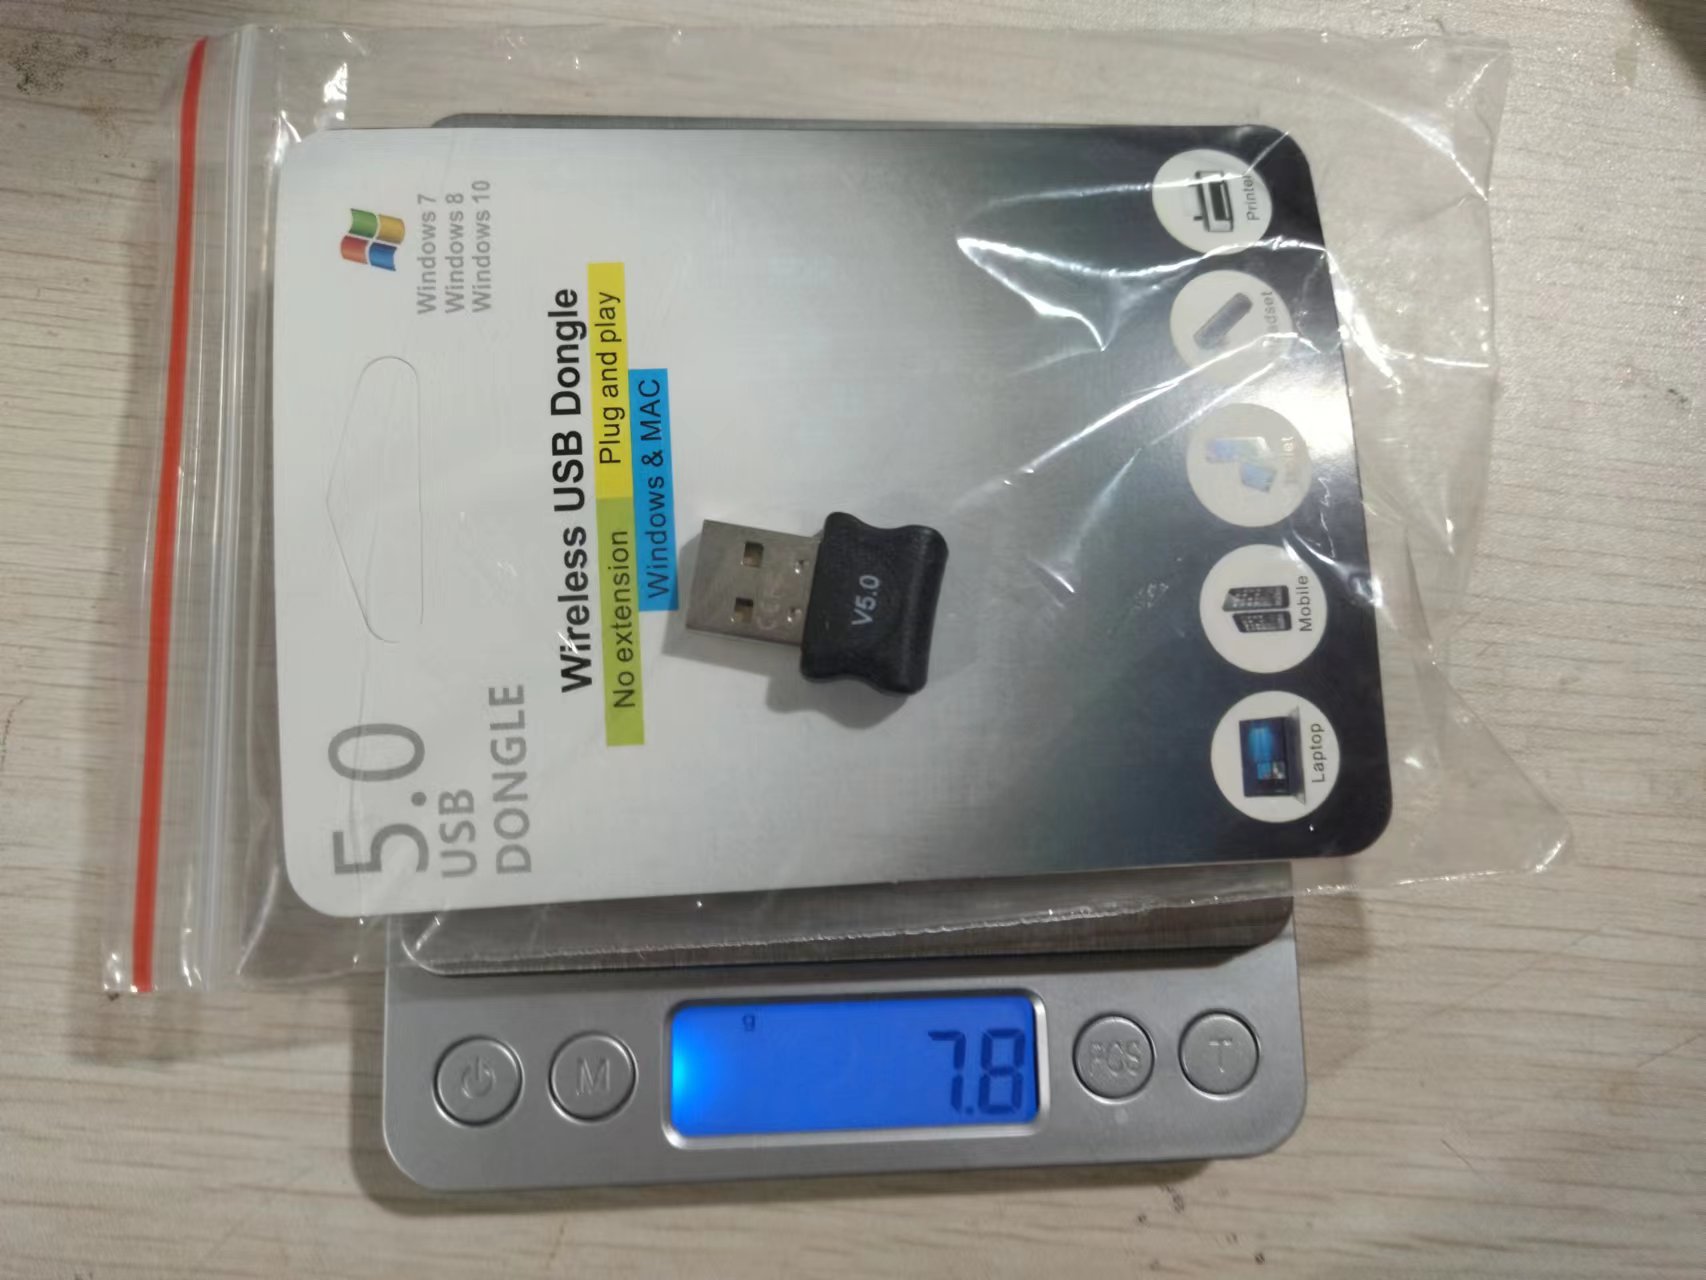 5.0
USB
DONGLE
Windows 7
Windows 8
Windows 10
Wireless USB Dongle
No extension Plug and play
Windows & MAC
V5.0
Laptop
Mobile
Printer
M
g
7.8
PCS
T